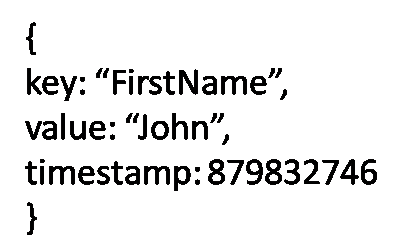 {
key: “FirstName”,
value: “John”,
timestamp: 879832746
}